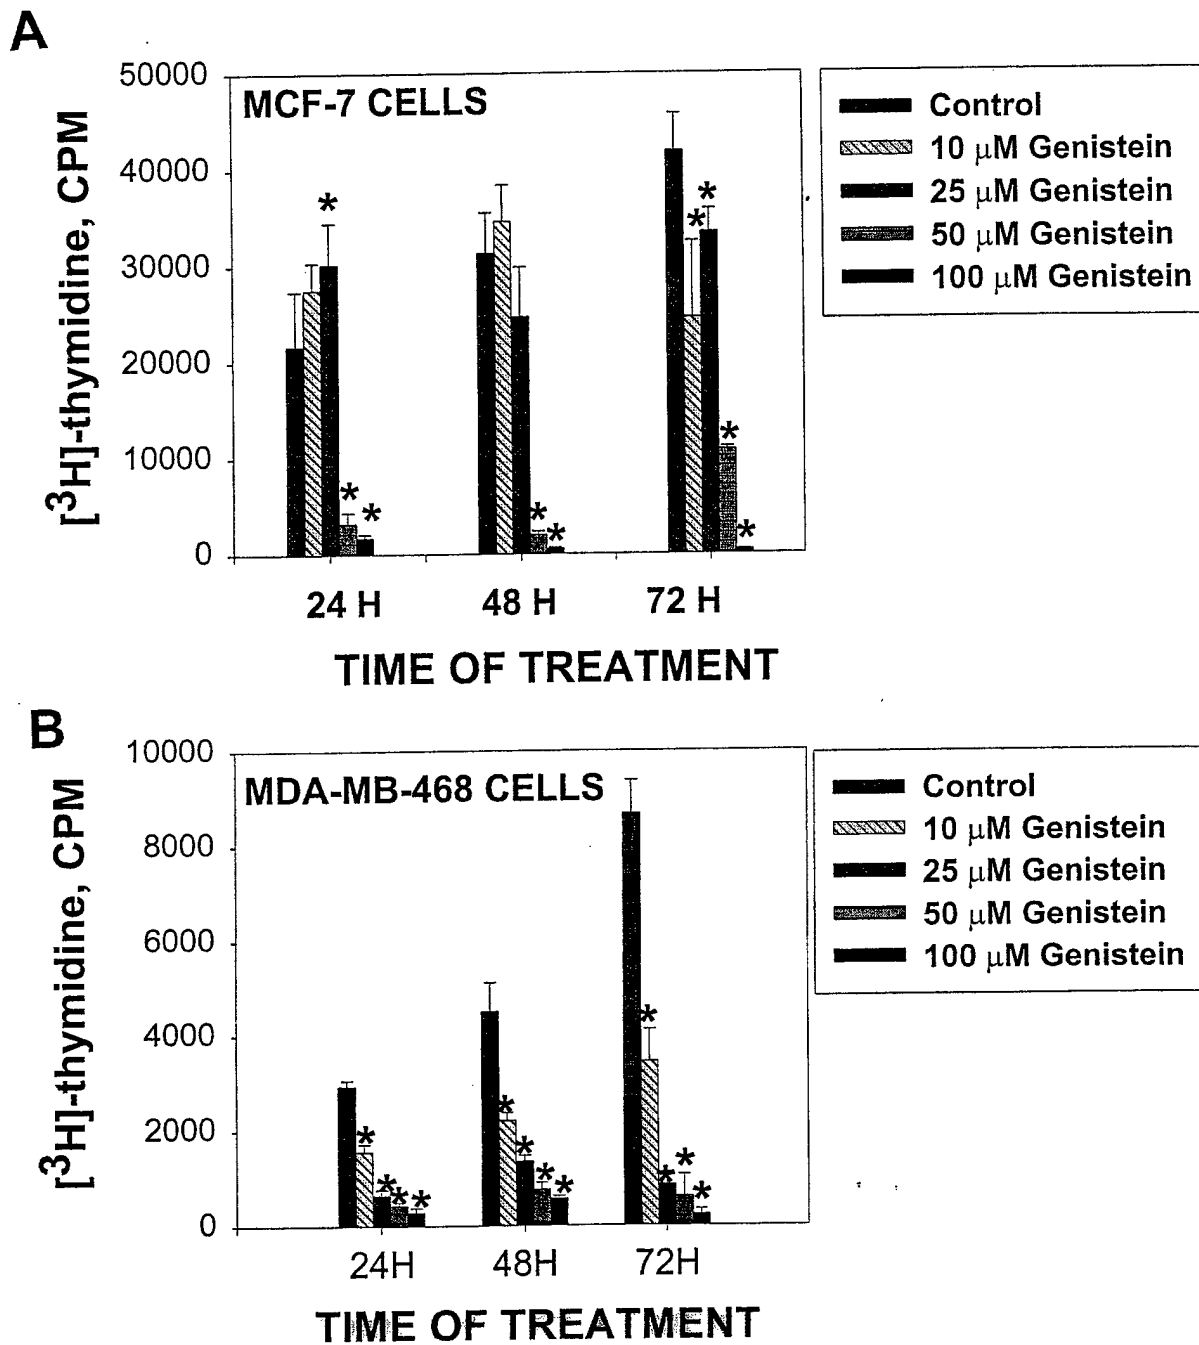 A
50000
40000
30000
20000
10000
0
[³H]-thymidine, CPM
MCF-7 CELLS
*
*
*
*
*
*
*
*
*
24 H
48 H
72 H
TIME OF TREATMENT
Control
10 μM Genistein
25 μM Genistein
50 μM Genistein
100 μM Genistein
B
10000
8000
6000
4000
2000
0
[³H]-thymidine, CPM
MDA-MB-468 CELLS
*
*
*
*
*
*
*
*
*
*
*
*
24H
48H
72H
TIME OF TREATMENT
Control
10 μM Genistein
25 μM Genistein
50 μM Genistein
100 μM Genistein